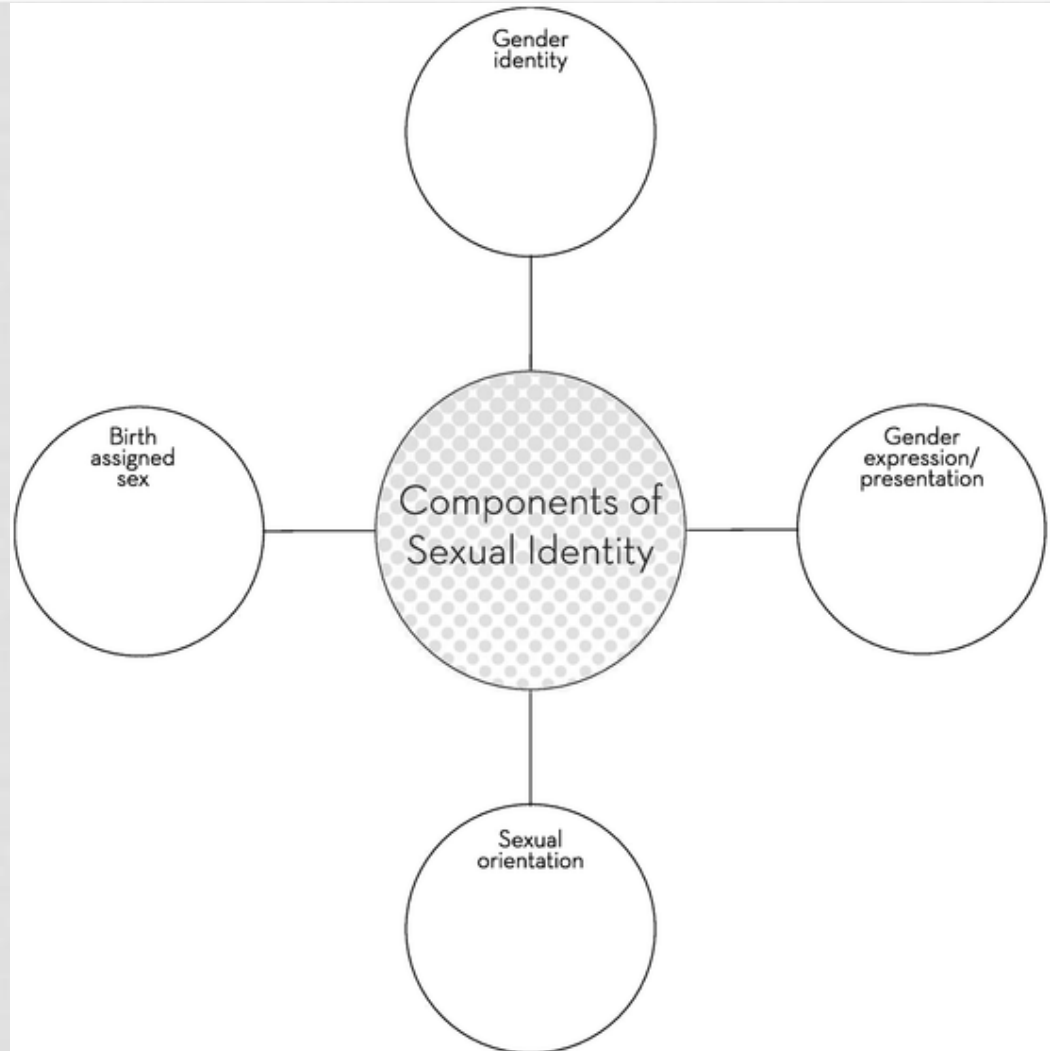 Gender
identity
Birth
assigned
sex
Components of
Sexual Identity
Gender
expression/
presentation
Sexual
orientation